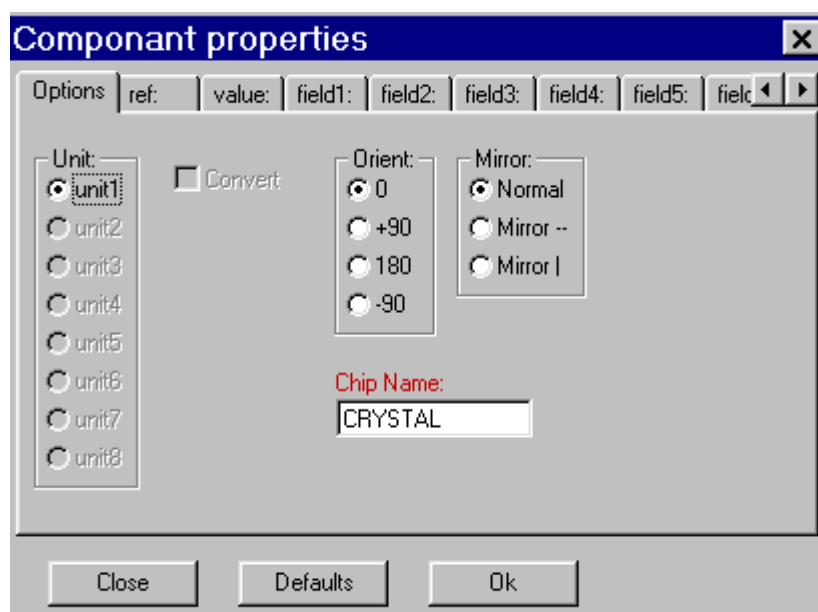 Componant properties
Options ref: value: field1: field2: field3: field4: field5: field
Unit:
unit1
unit2
unit3
unit4
unit5
unit6
unit7
unit8
Convert
Orient:
0
+90
180
-90
Mirror:
Normal
Mirror --
Mirror |
Chip Name:
CRYSTAL
Close Defaults Ok